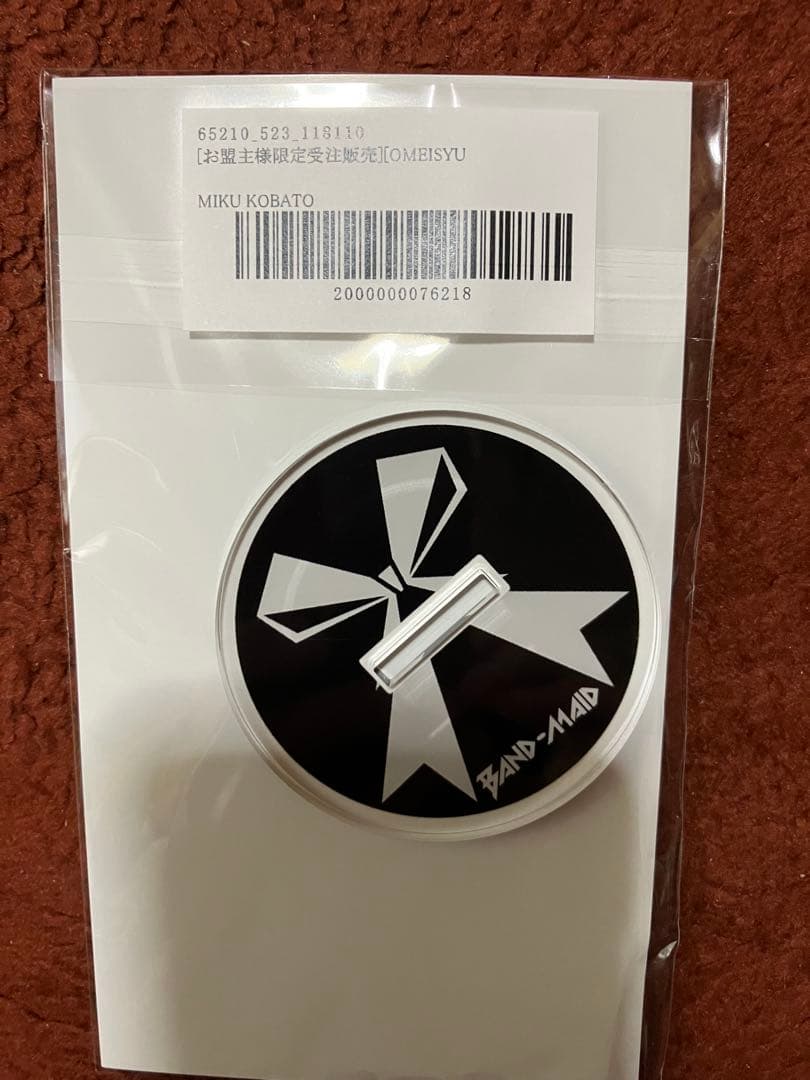 65210_523_118110
[お盟主様限定受注販売][OMEISYU
MIKU KOBATO
2000000076218
BAND-MAID